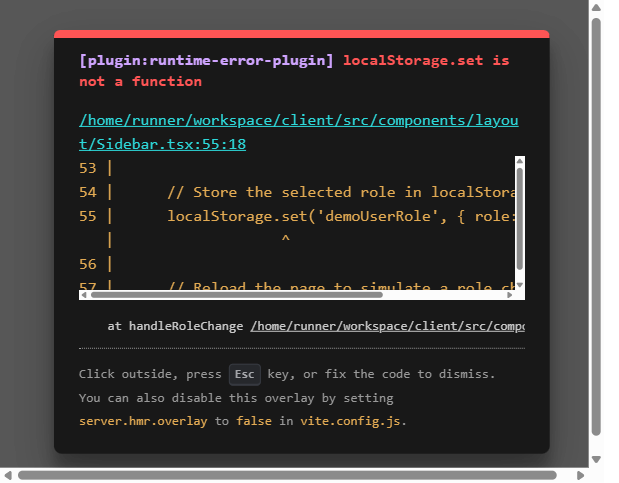 [plugin:runtime-error-plugin] localStorage.set is
not a function
/home/runner/workspace/client/src/components/layou
t/Sidebar.tsx:55:18
53 |
54 |      // Store the selected role in localStora
55 |      localStorage.set('demoUserRole', { role:
   |                  ^
56 |
57 |      // Reload the page to simulate a role ch
at handleRoleChange /home/runner/workspace/client/src/compo
Click outside, press Esc key, or fix the code to dismiss.
You can also disable this overlay by setting
server.hmr.overlay to false in vite.config.js.